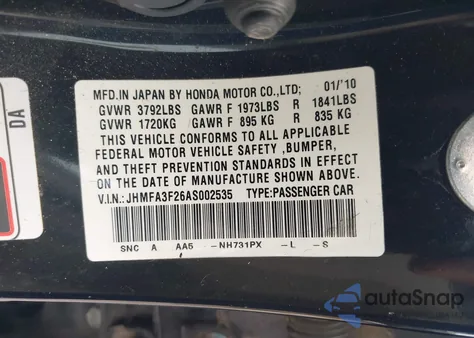 MFD.IN JAPAN BY HONDA MOTOR CO.,LTD; 01/'10
GVWR 3792LBS GAWR F 1973LBS R 1841LBS
GVWR 1720KG GAWR F 895 KG R 835 KG
THIS VEHICLE CONFORMS TO ALL APPLICABLE
FEDERAL MOTOR VEHICLE SAFETY ,BUMPER,
AND THEFT PREVENTION STANDARDS IN EFFECT
ON THE DATE OF MANUFACTURE SHOWN ABOVE.
V.I.N.: JHMFA3F26AS002535 TYPE:PASSENGER CAR
SNC A AA5 -NH731PX -L -S
DA
autoSnap